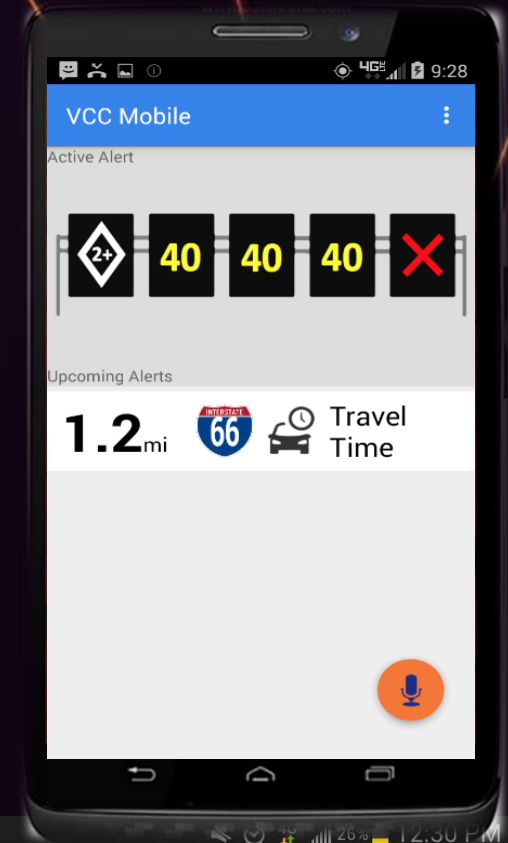 4G
9:28
VCC Mobile
Active Alert
2+
40
40
40
Upcoming Alerts
1.2mi
INTERSTATE
66
Travel
Time
4G
26%
12:30 PM